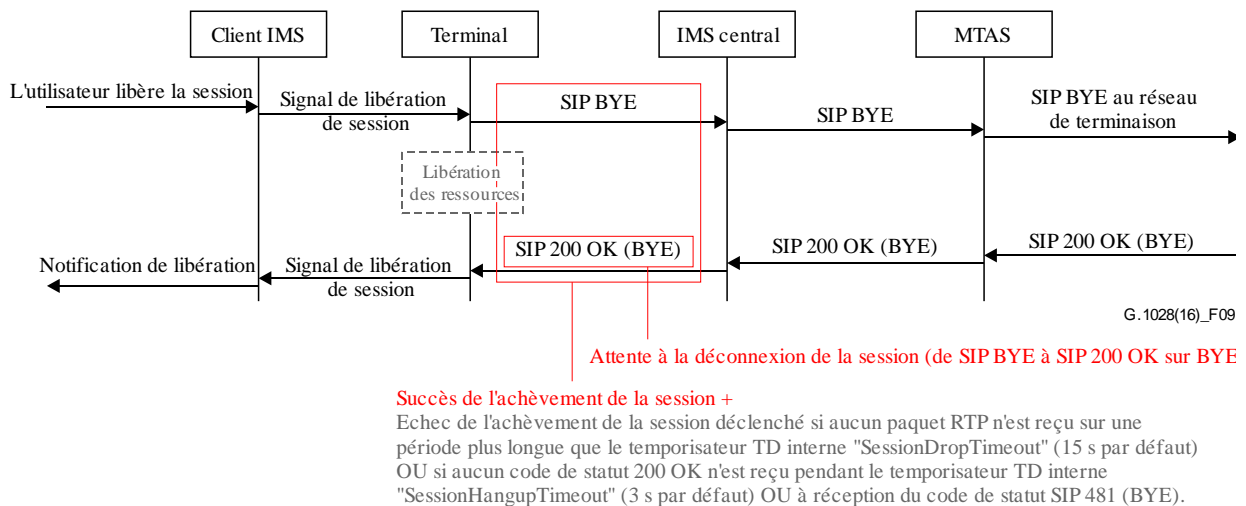 Client IMS
Terminal
IMS central
MTAS
L'utilisateur libère la session
Signal de libération
de session
SIP BYE
SIP BYE
SIP BYE au réseau
de terminaison
Libération
des ressources
SIP 200 OK (BYE)
SIP 200 OK (BYE)
SIP 200 OK (BYE)
Notification de libération
Signal de libération
de session
G.1028(16)_F09
Attente à la déconnexion de la session (de SIP BYE à SIP 200 OK sur BYE
Succès de l'achèvement de la session +
Echec de l'achèvement de la session déclenché si aucun paquet RTP n'est reçu sur une
période plus longue que le temporisateur TD interne "SessionDropTimeout" (15 s par défaut)
OU si aucun code de statut 200 OK n'est reçu pendant le temporisateur TD interne
"SessionHangupTimeout" (3 s par défaut) OU à réception du code de statut SIP 481 (BYE).